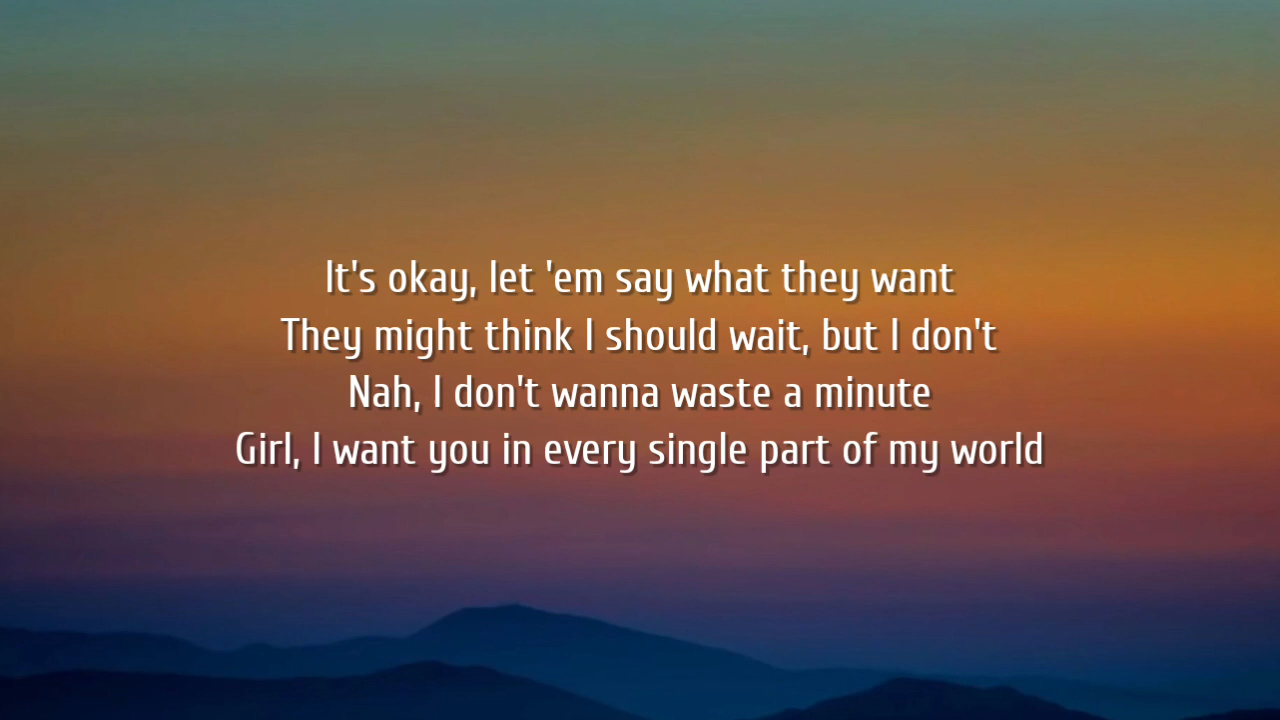 It's okay, let 'em say what they want
They might think I should wait, but I don't
Nah, I don't wanna waste a minute
Girl, I want you in every single part of my world